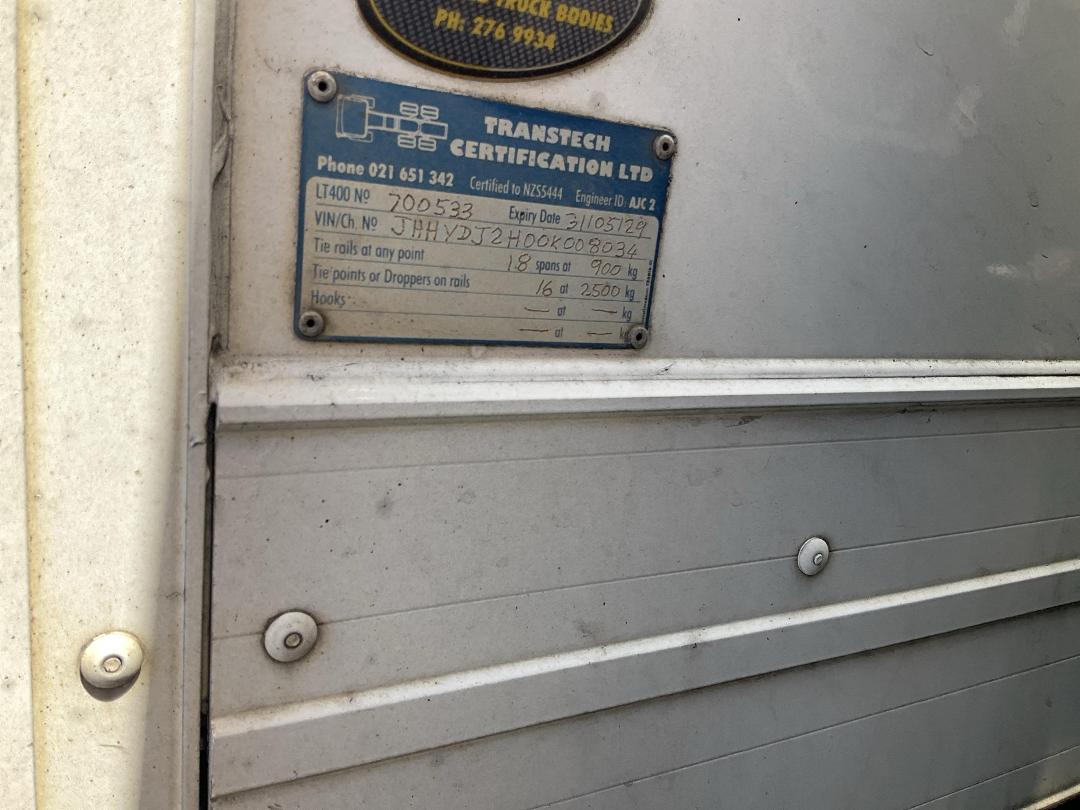 TRUCK BODIES
PH: 276 9934
TRANSTECH
CERTIFICATION LTD
Phone 021 651 342 Certified to NZS5444 Engineer ID: AJC 2
LT400 Nº 700533 Expiry Date 31/05/29
VIN/Ch. Nº JHHYDJ2H00K008034
Tie rails at any point 18 spans at 900 kg
Tie points or Droppers on rails 16 at 2500 kg
Hooks — at — kg
— at — kg